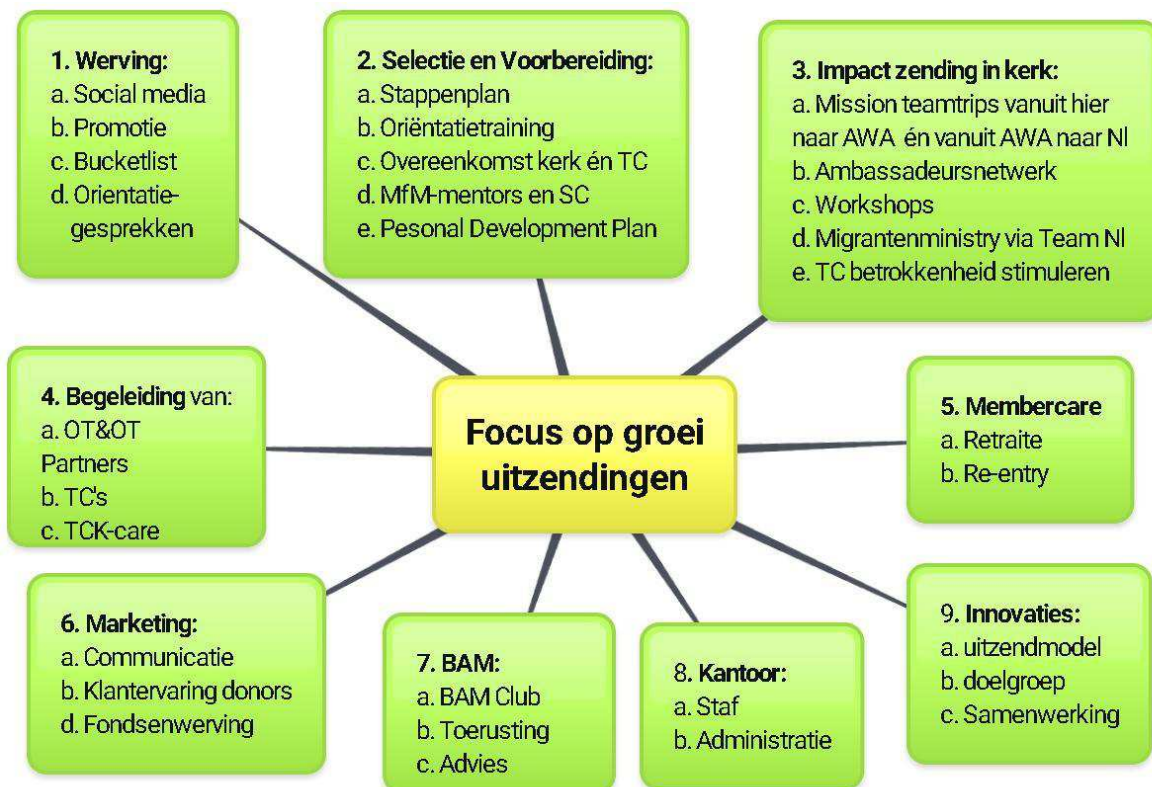 1. Werving:
a. Social media
b. Promotie
c. Bucketlist
d. Orientatie-
gesprekken
2. Selectie en Voorbereiding:
a. Stappenplan
b. Oriëntatietraining
c. Overeenkomst kerk én TC
d. MfM-mentors en SC
e. Pesonal Development Plan
3. Impact zending in kerk:
a. Mission teamtrips vanuit hier
naar AWA én vanuit AWA naar Nl
b. Ambassadeursnetwerk
c. Workshops
d. Migrantenministry via Team Nl
e. TC betrokkenheid stimuleren
4. Begeleiding van:
a. OT&OT
Partners
b. TC's
c. TCK-care
Focus op groei
uitzendingen
5. Membercare
a. Retraite
b. Re-entry
6. Marketing:
a. Communicatie
b. Klantervaring donors
d. Fondsenwerving
7. BAM:
a. BAM Club
b. Toerusting
c. Advies
8. Kantoor:
a. Staf
b. Administratie
9. Innovaties:
a. uitzendmodel
b. doelgroep
c. Samenwerking